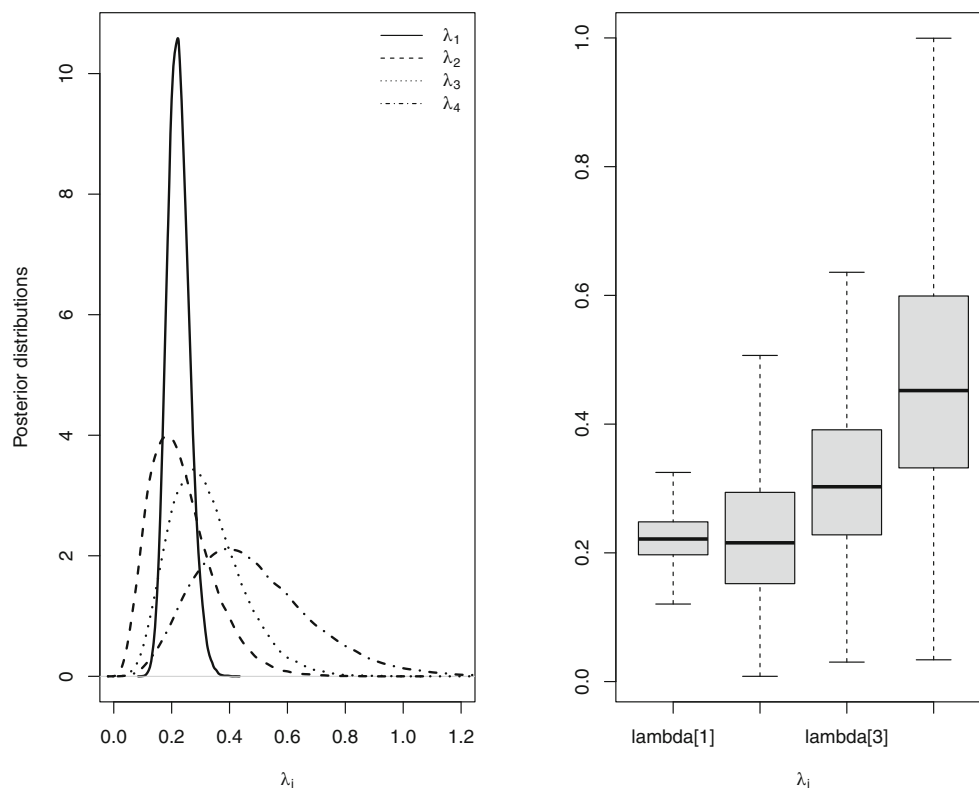 Posterior distributions
10
8
6
4
2
0
0.0 0.2 0.4 0.6 0.8 1.0 1.2
λi
λ1
λ2
λ3
λ4
1.0
0.8
0.6
0.4
0.2
0.0
lambda[1] lambda[3]
λi